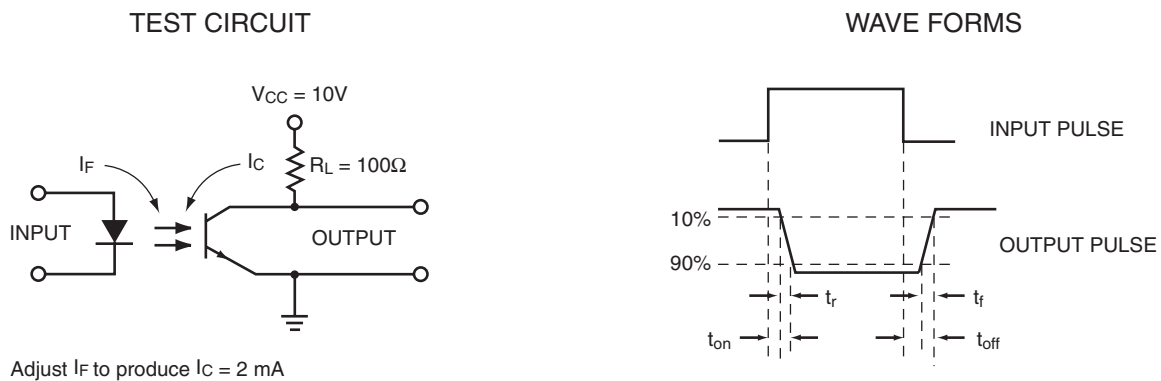 TEST CIRCUIT
VCC = 10V
IF
IC
RL = 100Ω
INPUT
OUTPUT
Adjust IF to produce IC = 2 mA
WAVE FORMS
INPUT PULSE
10%
OUTPUT PULSE
90%
tr
tf
ton
toff